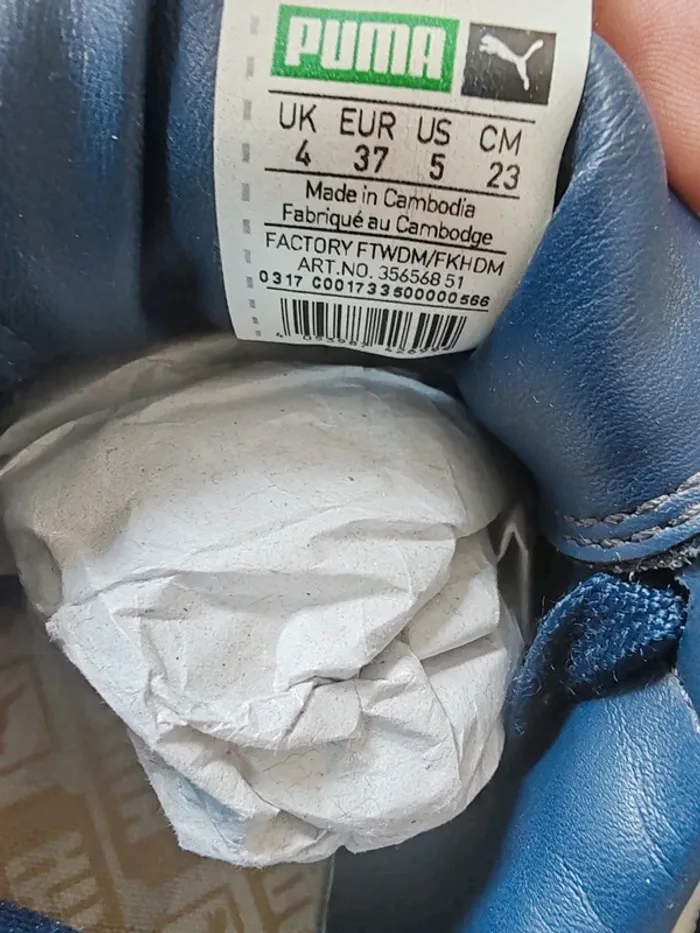 PUMA
UK EUR US CM
4 37 5 23
Made in Cambodia
Fabriqué au Cambodge
FACTORY FTWDM/FKHDM
ART.NO. 356568 51
0317 C001733500000566